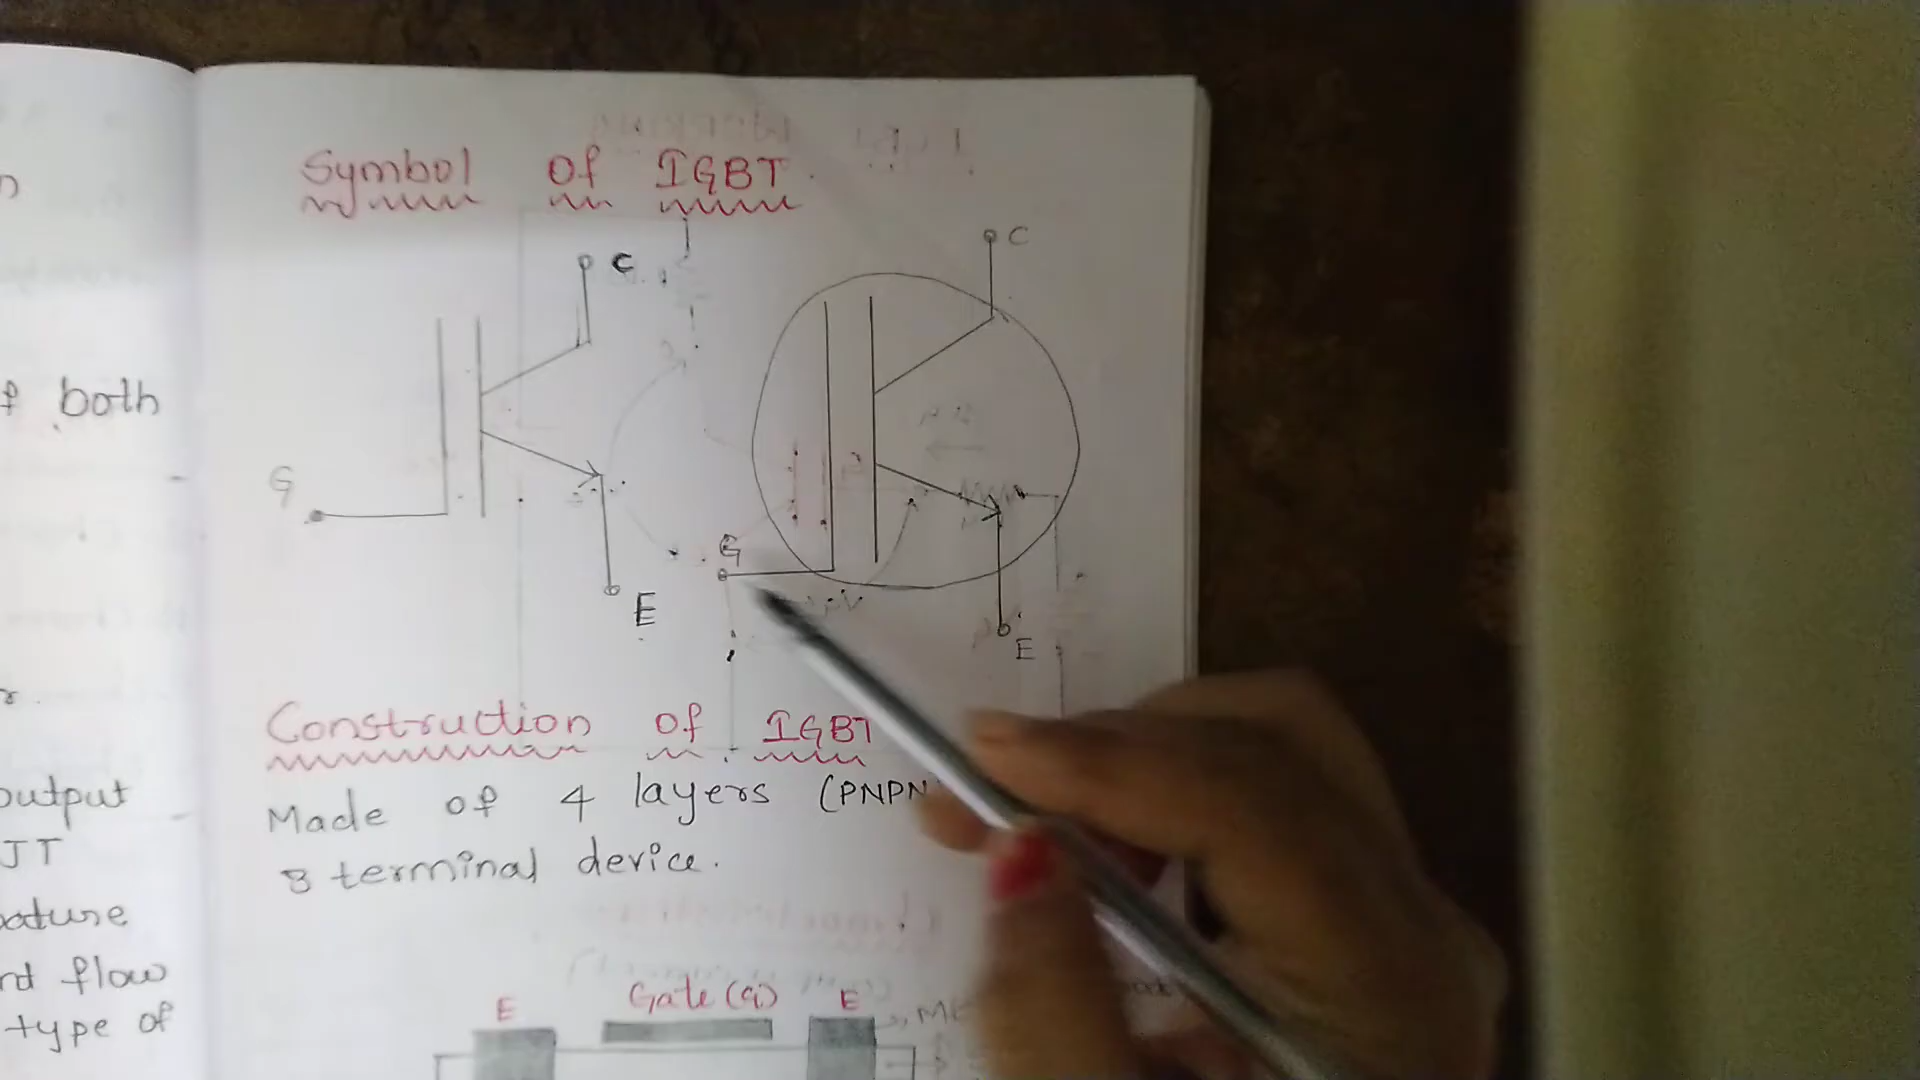 Symbol of IGBT
C
C
G
G
E
E
f both
Construction of IGBT
output
Made of 4 layers (PNPN
JT
3 terminal device.
flow
Gate (G)
E
E
type of